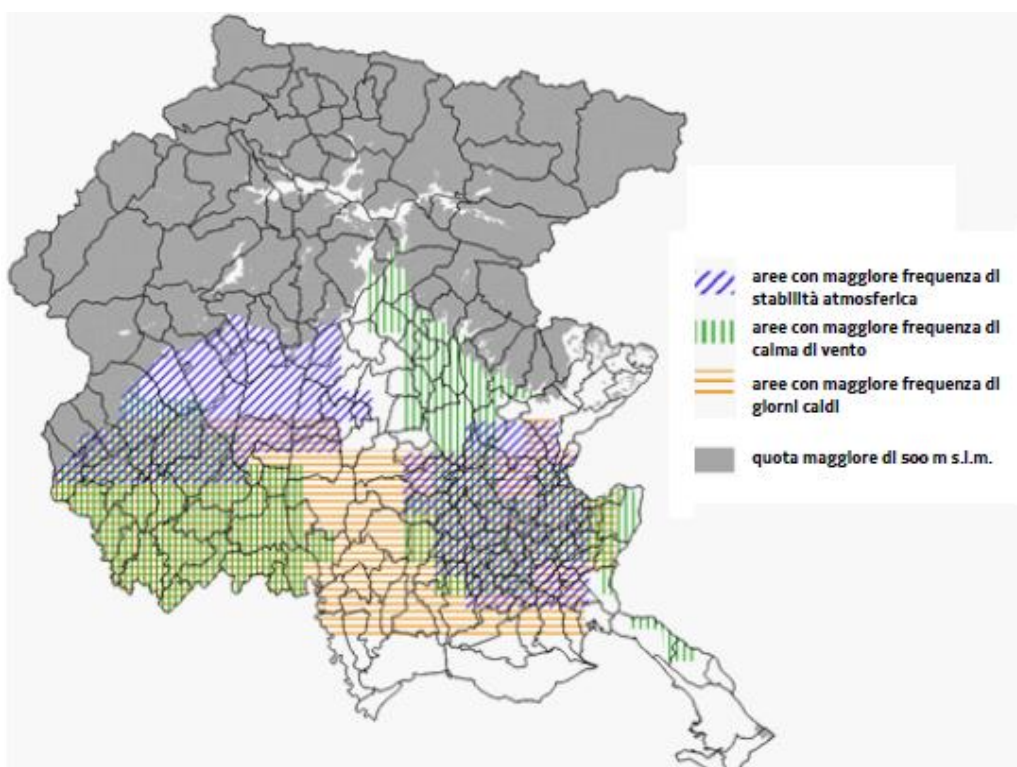 aree con maggiore frequenza di
stabilità atmosferica
aree con maggiore frequenza di
calma di vento
aree con maggiore frequenza di
giorni caldi
quota maggiore di 500 m s.l.m.